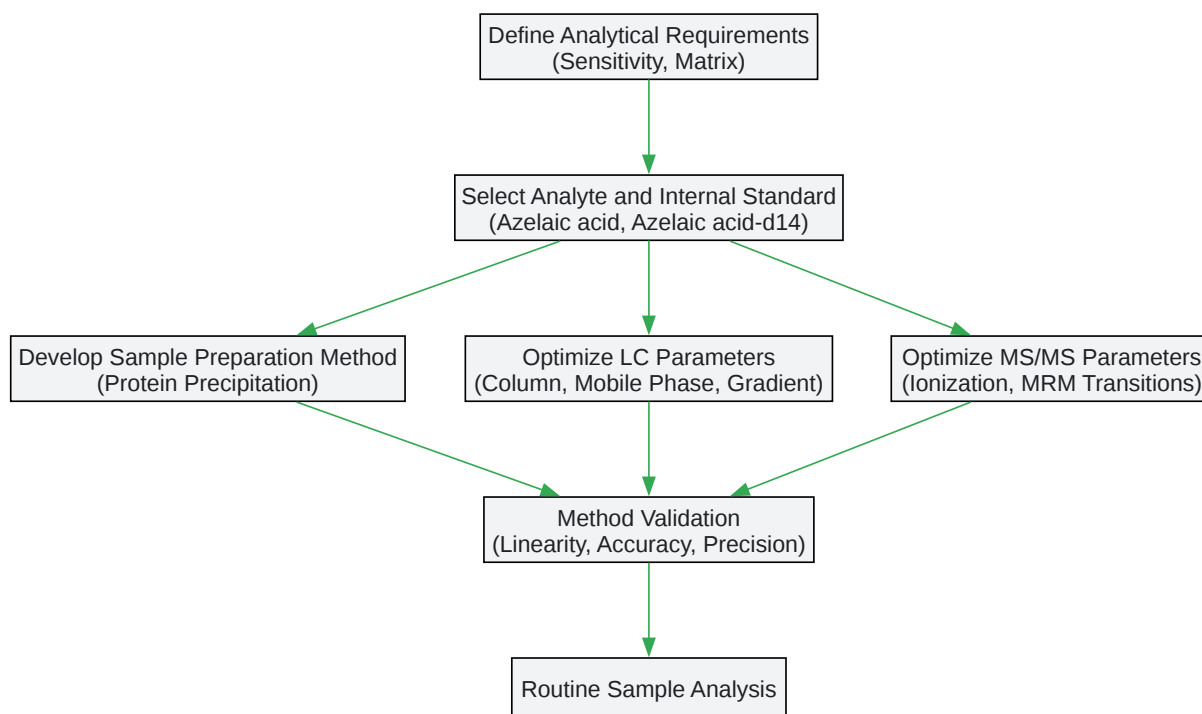 Define Analytical Requirements
(Sensitivity, Matrix)
Select Analyte and Internal Standard
(Azelaic acid, Azelaic acid-d14)
Develop Sample Preparation Method
(Protein Precipitation)
Optimize LC Parameters
(Column, Mobile Phase, Gradient)
Optimize MS/MS Parameters
(Ionization, MRM Transitions)
Method Validation
(Linearity, Accuracy, Precision)
Routine Sample Analysis